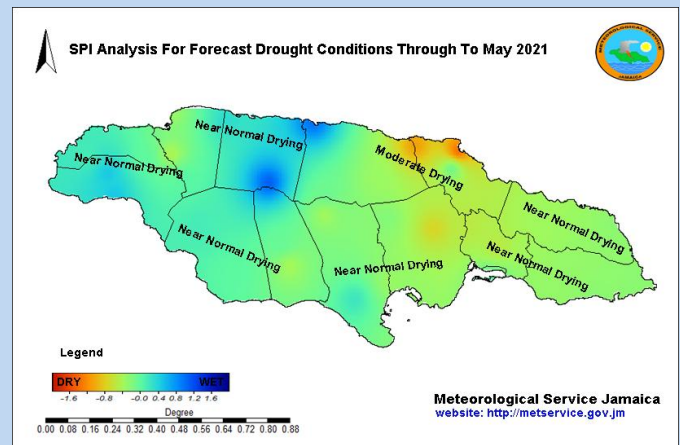 SPI Analysis For Forecast Drought Conditions Through To May 2021
METEOROLOGICAL SERVICE
JAMAICA
Near Normal Drying
Near Normal Drying
Moderate Drying
Near Normal Drying
Near Normal Drying
Near Normal Drying
Near Normal Drying
Legend
DRY WET
-1.6 -0.8 -0.0 0.4 0.8 1.2 1.6
Degree
0.00 0.08 0.16 0.24 0.32 0.40 0.48 0.56 0.64 0.72 0.80 0.88
Meteorological Service Jamaica
website: http://metservice.gov.jm